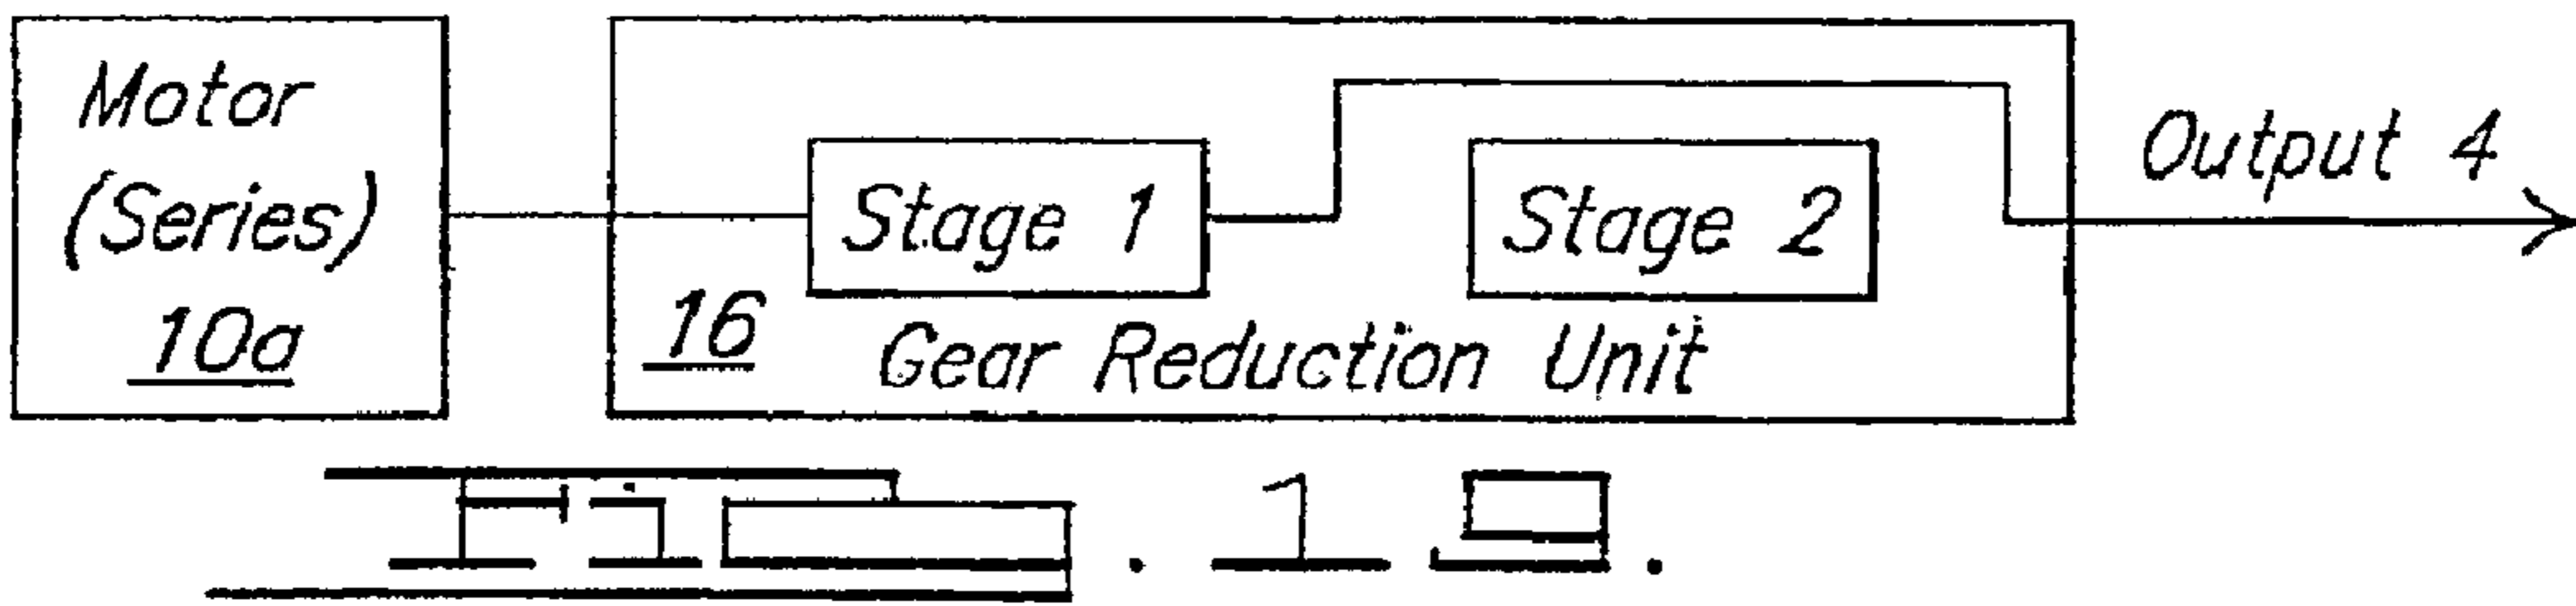 Motor
(Series)
10a
Stage 1
Stage 2
16
Gear Reduction Unit
Output 4
Fig. 19.